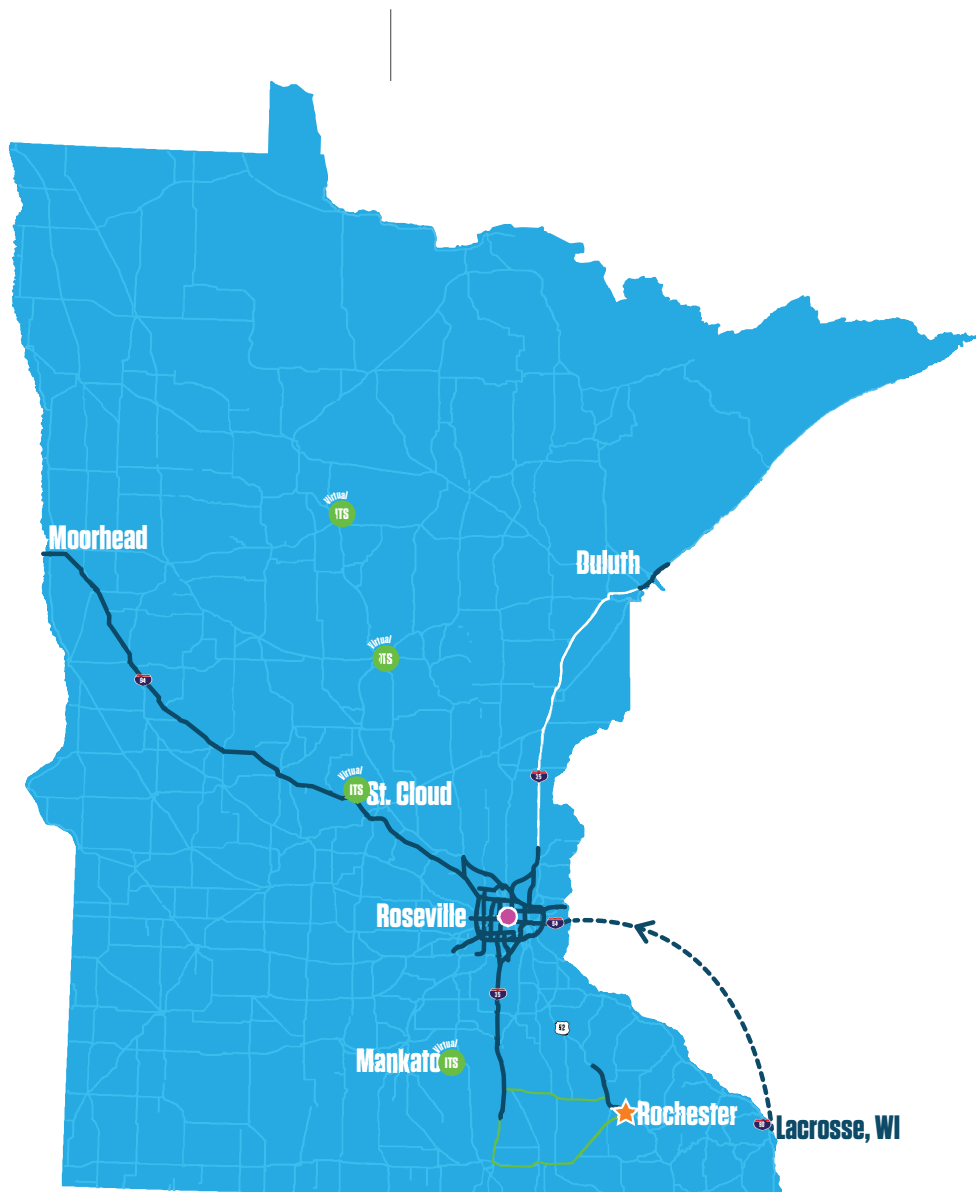 Virtual
ITS
Moorhead
Duluth
Virtual
ITS
94
Virtual
ITS
St. Cloud
35
Roseville
94
35
52
Mankato
Virtual
ITS
Rochester
90
Lacrosse, WI